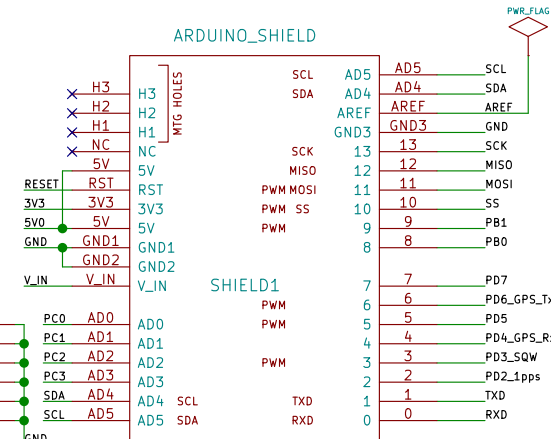 PWR_FLAG
ARDUINO_SHIELD
SCL AD5 AD5 SCL
H3 H3 MTG HOLES SDA AD4 AD4 SDA
H2 H2 AREF AREF AREF
H1 H1 GND3 GND3 GND
NC NC SCK 13 13 SCK
5V 5V MISO 12 12 MISO
RESET RST RST PWM MOSI 11 11 MOSI
3V3 3V3 3V3 PWM SS 10 10 SS
5V0 5V 5V PWM 9 9 PB1
GND GND1 GND1 8 8 PB0
GND2 GND2
V_IN V_IN V_IN SHIELD1 7 7 PD7
PWM 6 6 PD6_GPS_Tx
PC0 AD0 AD0 PWM 5 5 PD5
PC1 AD1 AD1 4 4 PD4_GPS_R
PC2 AD2 AD2 PWM 3 3 PD3_SQW
PC3 AD3 AD3 2 2 PD2_1pps
SDA AD4 AD4 SCL TXD 1 1 TXD
SCL AD5 AD5 SDA RXD 0 0 RXD
GND